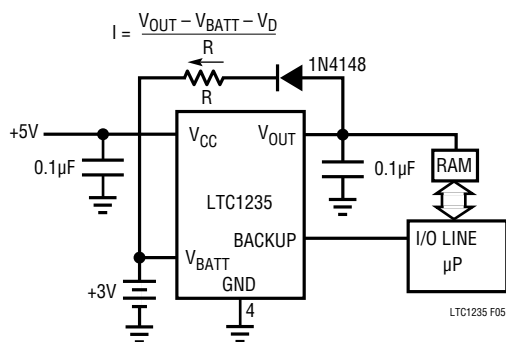 I = (V_OUT – V_BATT – V_D) / R
R
1N4148
+5V
V_CC
V_OUT
0.1µF
0.1µF
RAM
LTC1235
BACKUP
I/O LINE
µP
V_BATT
+3V
GND
4
LTC1235 F05